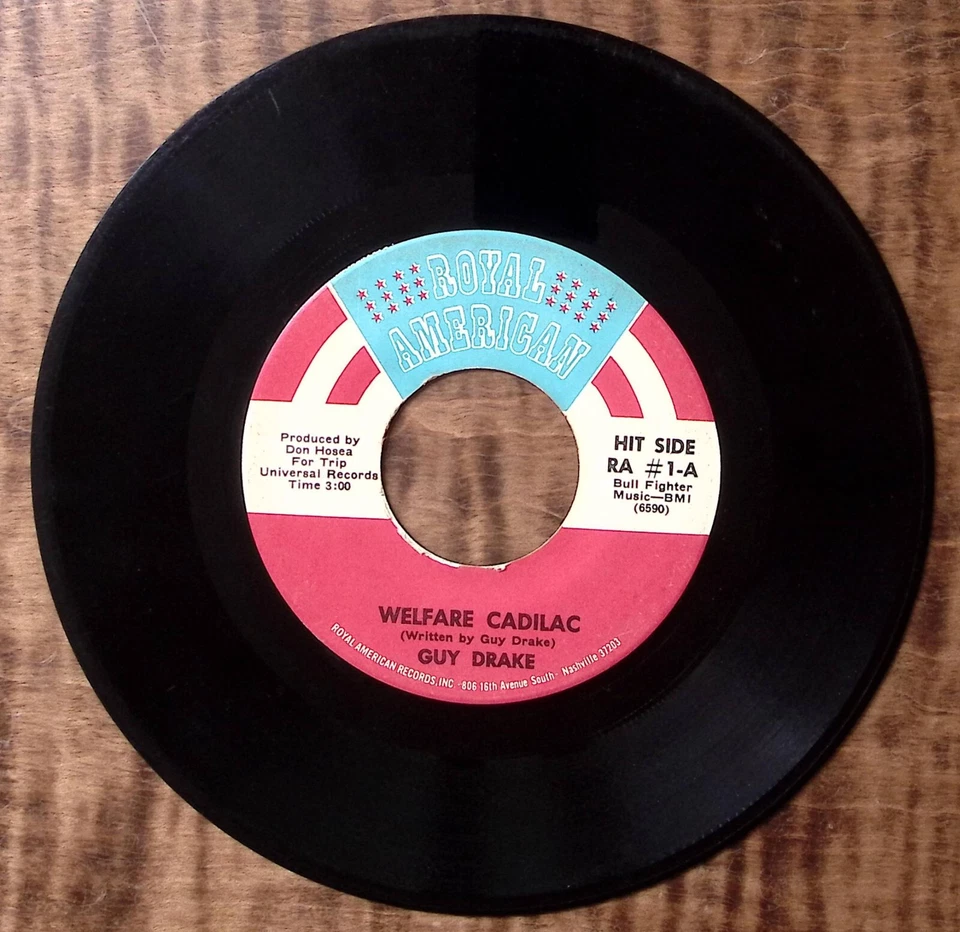 ROYAL
AMERICAN
Produced by
Don Hosea
For Trip
Universal Records
Time 3:00
HIT SIDE
RA #1-A
Bull Fighter
Music—BMI
(6590)
WELFARE CADILAC
(Written by Guy Drake)
GUY DRAKE
ROYAL AMERICAN RECORDS, INC - 806 16th Avenue South - Nashville 37203